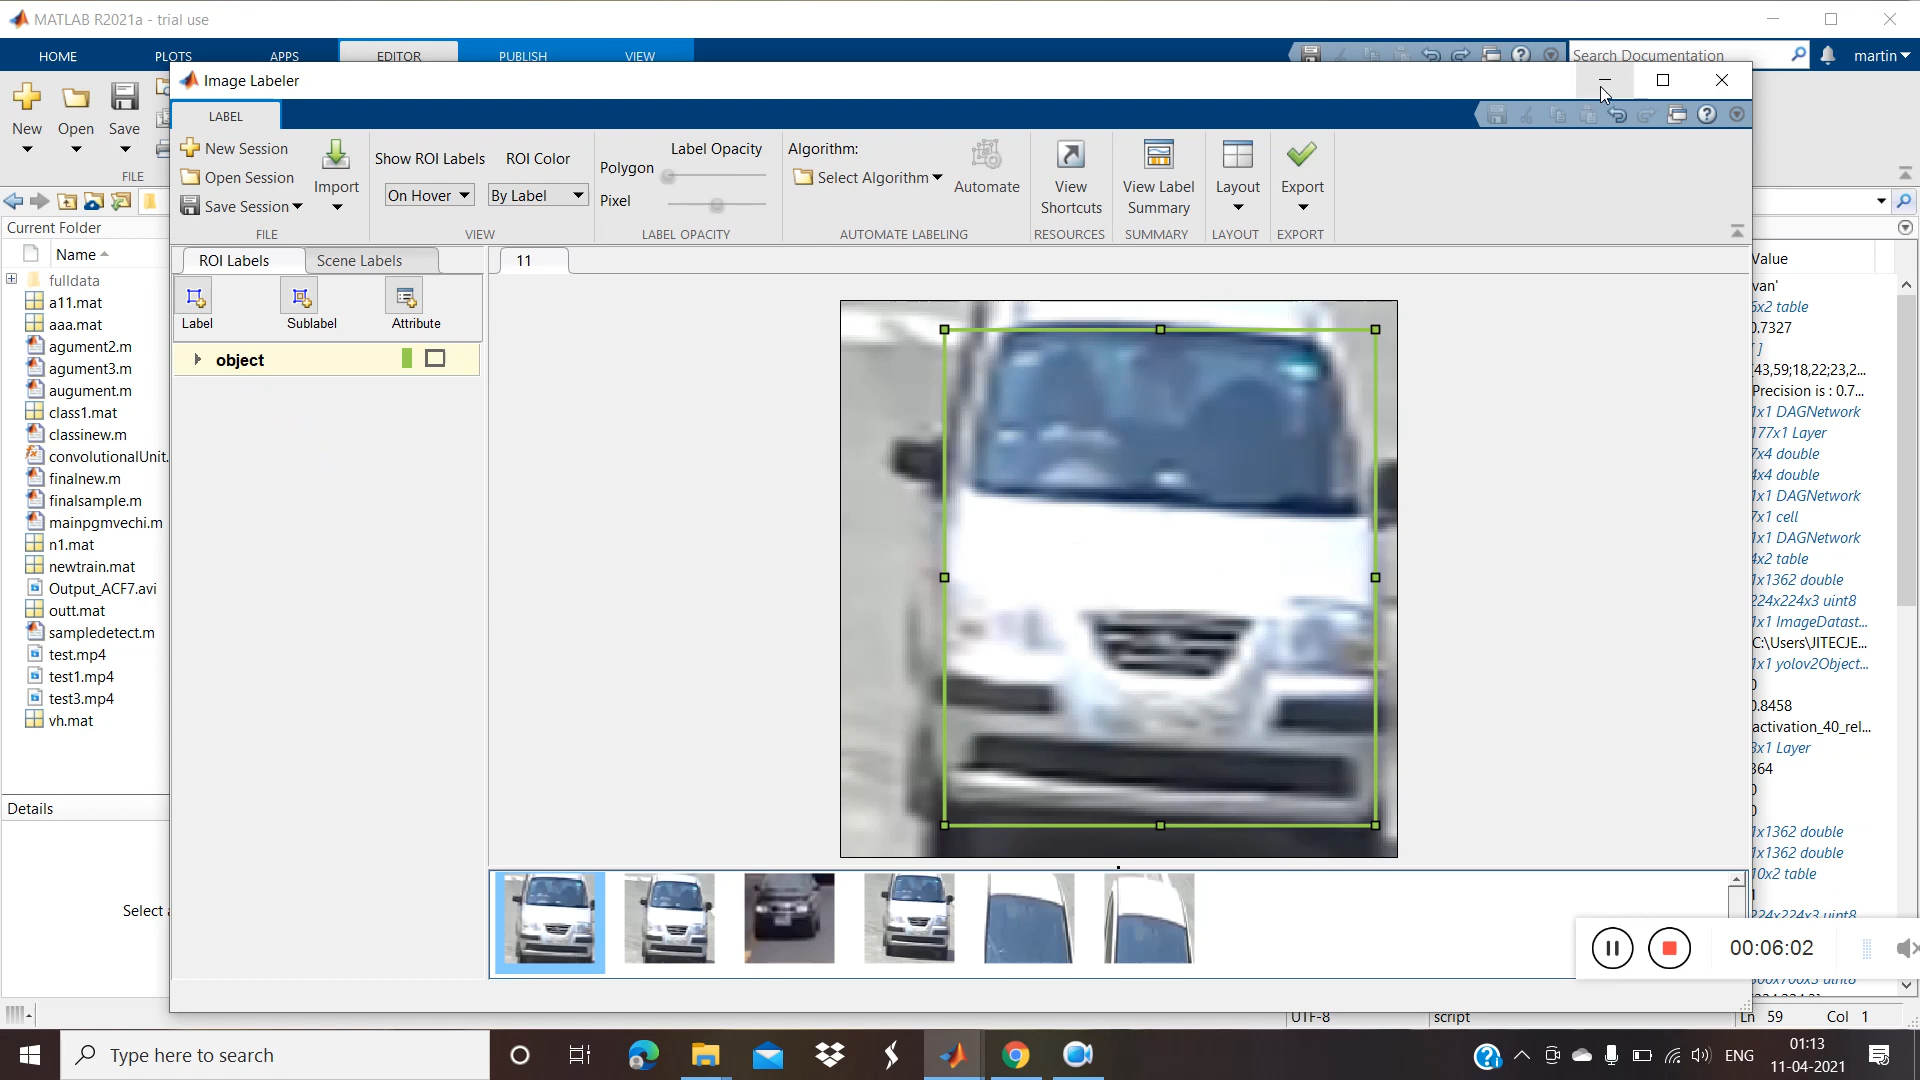 MATLAB R2021a - trial use
HOME
PLOTS
APPS
EDITOR
PUBLISH
VIEW
Search Documentation
martin
New
Open
Save
FILE
Image Labeler
LABEL
New Session
Open Session
Save Session
Import
FILE
Show ROI Labels
On Hover
ROI Color
By Label
VIEW
Label Opacity
Polygon
Pixel
LABEL OPACITY
Algorithm:
Select Algorithm
Automate
AUTOMATE LABELING
View
Shortcuts
RESOURCES
View Label
Summary
SUMMARY
Layout
LAYOUT
Export
EXPORT
ROI Labels
Scene Labels
Label
Sublabel
Attribute
object
11
Current Folder
Name
fulldata
a11.mat
aaa.mat
agument2.m
agument3.m
augument.m
class1.mat
classinew.m
convolutionalUnit.
finalnew.m
finalsample.m
mainpgmvechi.m
n1.mat
newtrain.mat
Output_ACF7.avi
outt.mat
sampledetect.m
test.mp4
test1.mp4
test3.mp4
vh.mat
Details
Select
Value
van'
6x2 table
0.7327
[ ]
[43,59;18,22;23,2...
Precision is : 0.7...
1x1 DAGNetwork
177x1 Layer
7x4 double
4x4 double
1x1 DAGNetwork
7x1 cell
1x1 DAGNetwork
4x2 table
1x1362 double
224x224x3 uint8
1x1 ImageDatast...
C:\Users\JITECJE...
1x1 yolov2Object...
0
0.8458
activation_40_rel...
3x1 Layer
364
0
0
1x1362 double
1x1362 double
10x2 table
1
224x224x3 uint8
00:06:02
UTF-8
script
Ln 59 Col 1
Type here to search
ENG
01:13
11-04-2021